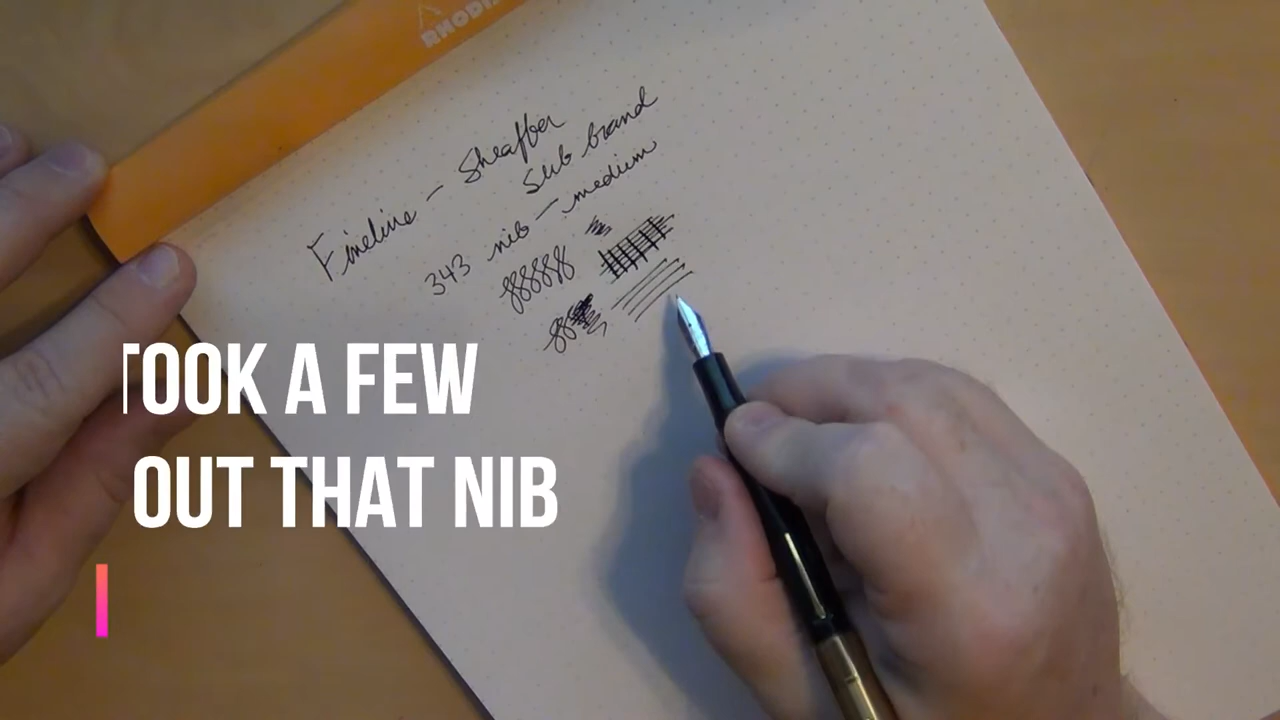 RHODIA
Fineline – Sheaffer
Sub brand
343 nib – medium
TOOK A FEW
OUT THAT NIB